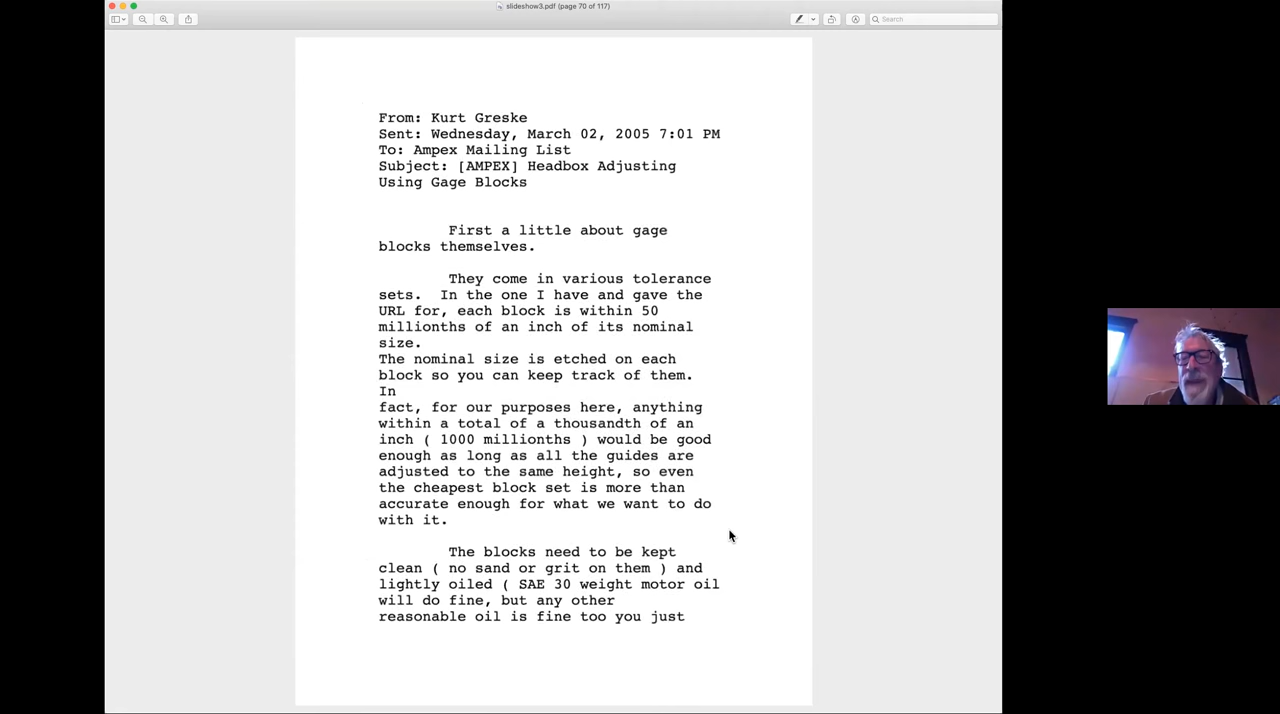 slideshow3.pdf (page 70 of 117)
Search
From: Kurt Greske
Sent: Wednesday, March 02, 2005 7:01 PM
To: Ampex Mailing List
Subject: [AMPEX] Headbox Adjusting
Using Gage Blocks
First a little about gage
blocks themselves.
They come in various tolerance
sets.  In the one I have and gave the
URL for, each block is within 50
millionths of an inch of its nominal
size.
The nominal size is etched on each
block so you can keep track of them.
In
fact, for our purposes here, anything
within a total of a thousandth of an
inch ( 1000 millionths ) would be good
enough as long as all the guides are
adjusted to the same height, so even
the cheapest block set is more than
accurate enough for what we want to do
with it.
The blocks need to be kept
clean ( no sand or grit on them ) and
lightly oiled ( SAE 30 weight motor oil
will do fine, but any other
reasonable oil is fine too you just